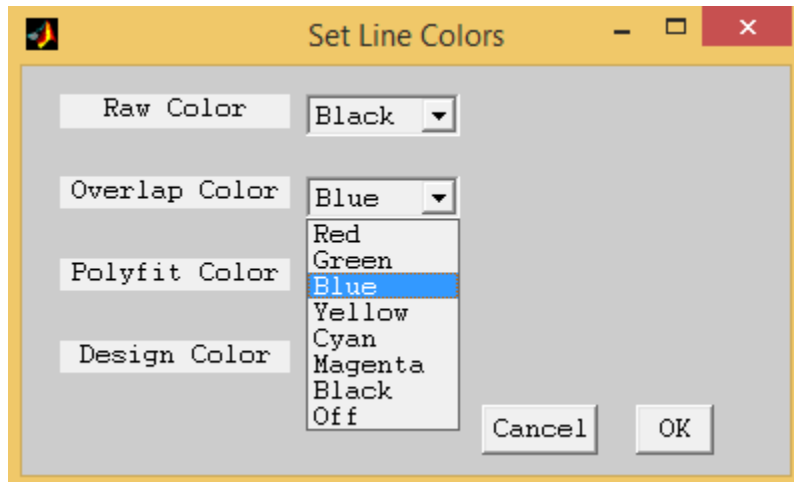 Set Line Colors
Raw Color
Black
Overlap Color
Blue
Red
Green
Blue
Yellow
Cyan
Magenta
Black
Off
Polyfit Color
Design Color
Cancel
OK